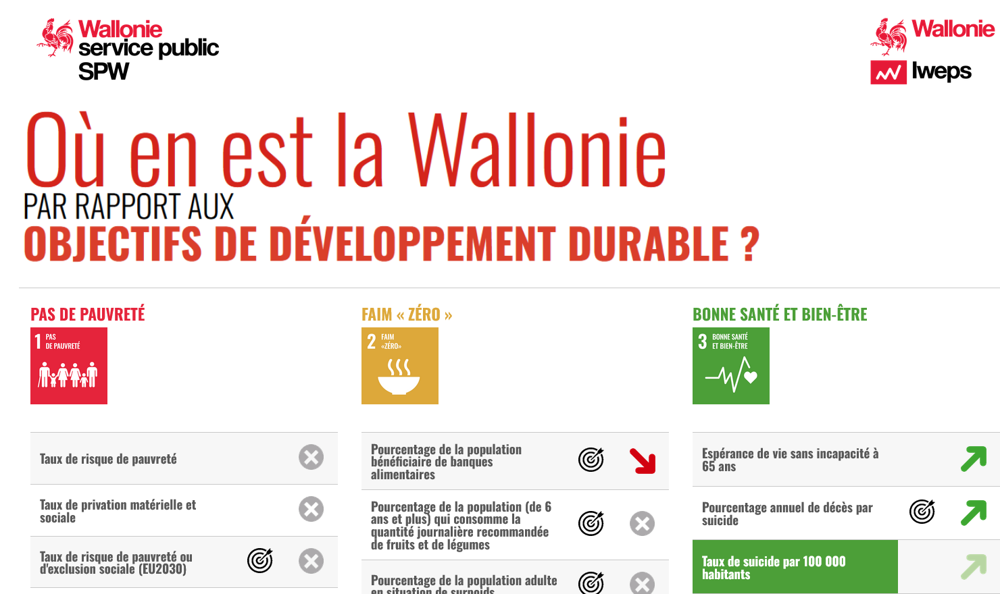 Wallonie
service public
SPW
Wallonie
Iweps
Où en est la Wallonie
PAR RAPPORT AUX
OBJECTIFS DE DÉVELOPPEMENT DURABLE ?
PAS DE PAUVRETÉ
1 PAS
DE PAUVRETÉ
Taux de risque de pauvreté
Taux de privation matérielle et
sociale
Taux de risque de pauvreté ou
d'exclusion sociale (EU2030)
FAIM « ZÉRO »
2 FAIM
«ZÉRO»
Pourcentage de la population
bénéficiaire de banques
alimentaires
Pourcentage de la population (de 6
ans et plus) qui consomme la
quantité journalière recommandée
de fruits et de légumes
Pourcentage de la population adulte
en situation de surpoids
BONNE SANTÉ ET BIEN-ÊTRE
3 BONNE SANTÉ
ET BIEN-ÊTRE
Espérance de vie sans incapacité à
65 ans
Pourcentage annuel de décès par
suicide
Taux de suicide par 100 000
habitants